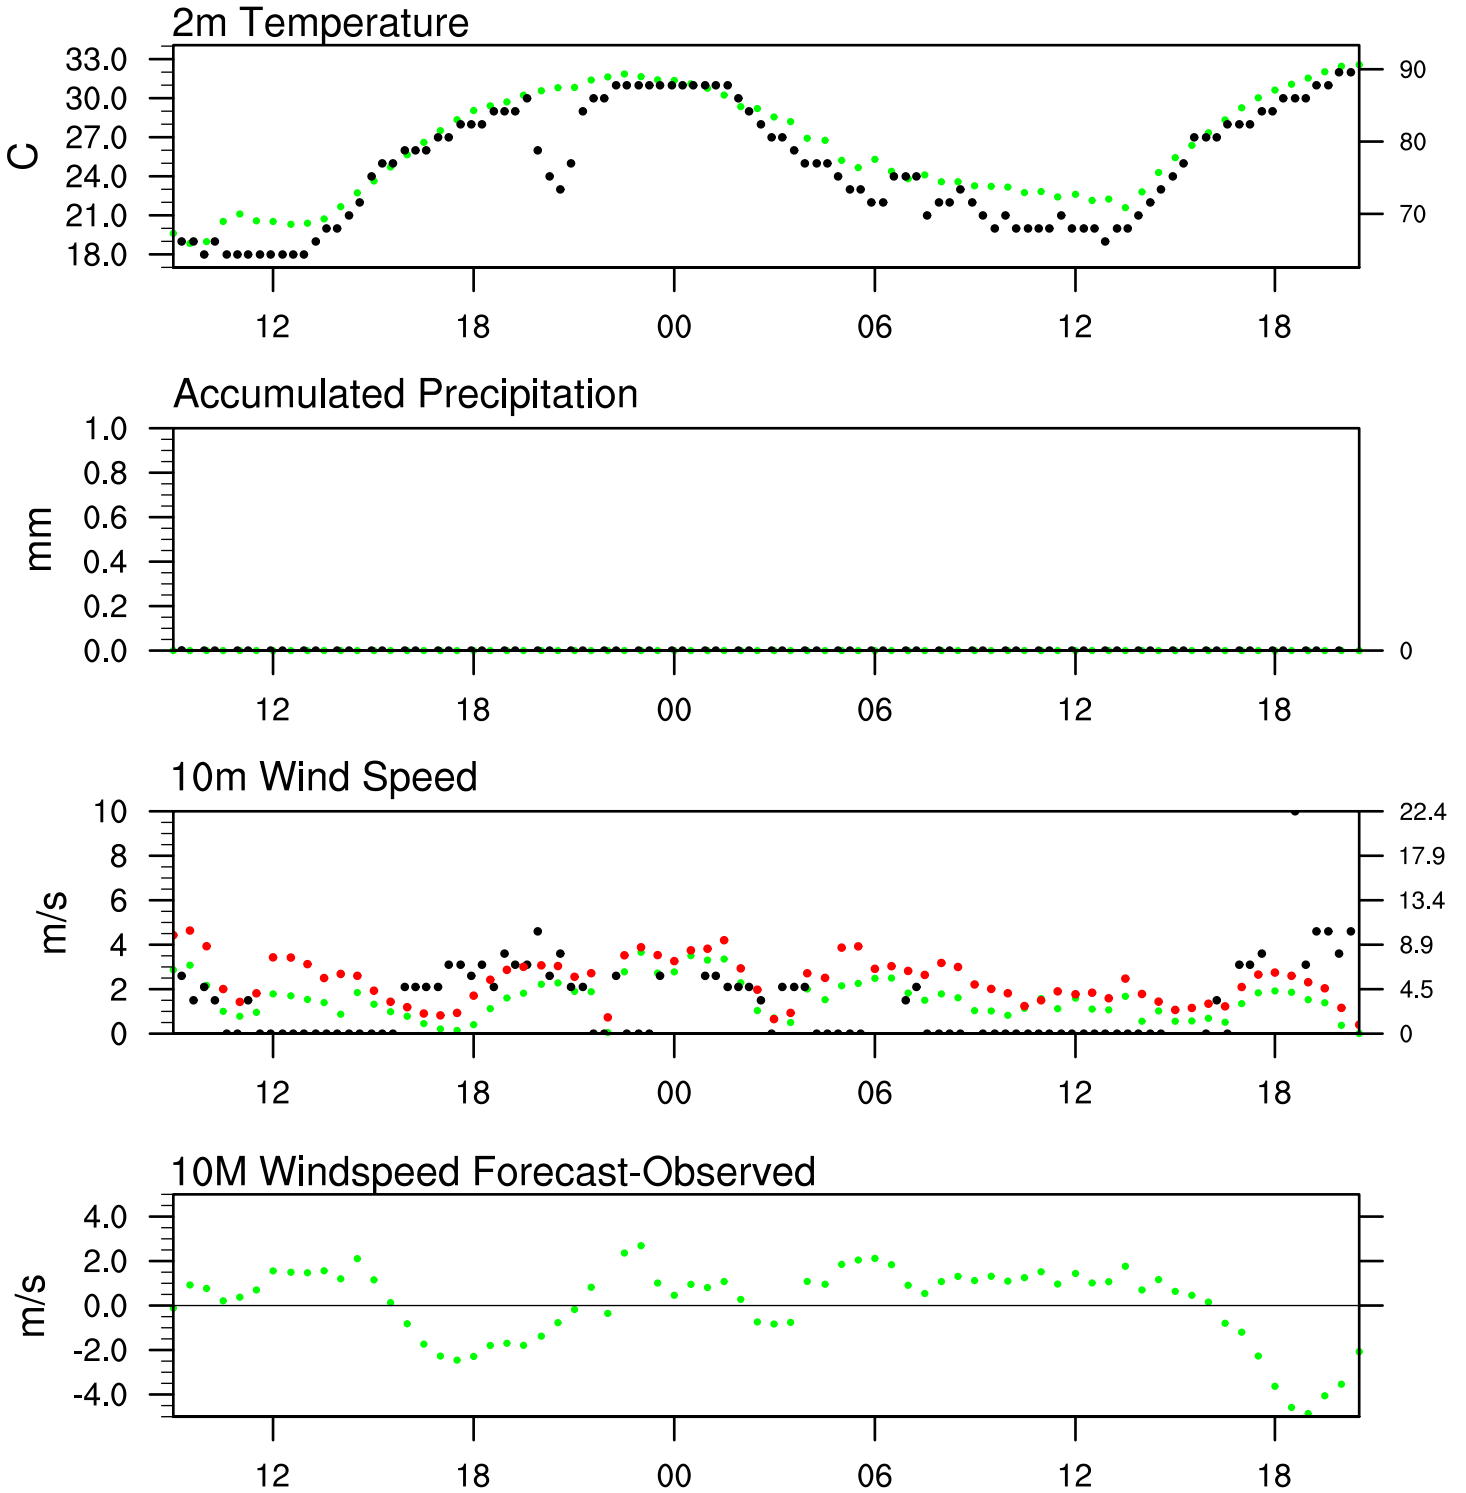 2m Temperature
33.0
30.0
27.0
24.0
21.0
18.0
C
90
80
70
12 18 00 06 12 18
Accumulated Precipitation
1.0
0.8
0.6
0.4
0.2
0.0
mm
0
12 18 00 06 12 18
10m Wind Speed
10
8
6
4
2
0
m/s
22.4
17.9
13.4
8.9
4.5
0
12 18 00 06 12 18
10M Windspeed Forecast-Observed
4.0
2.0
0.0
-2.0
-4.0
m/s
12 18 00 06 12 18